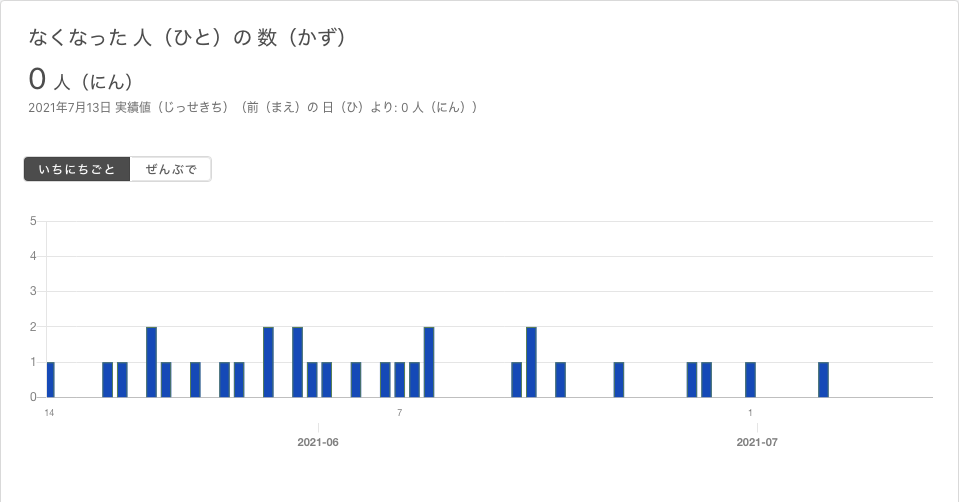 なくなった 人（ひと）の 数（かず）
0 人（にん）
2021年7月13日 実績値（じっせきち）（前（まえ）の 日（ひ）より: 0 人（にん））
いちにちごと ぜんぶで
5
4
3
2
1
0
14 7 1
2021-06 2021-07